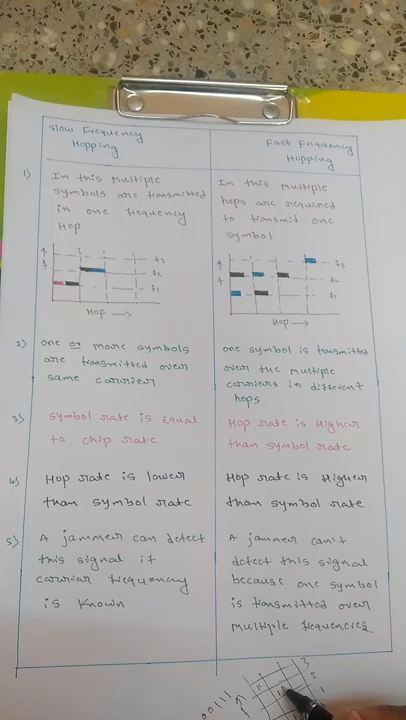 Slow Frequency
Hopping
Fast Frequency
Hopping
1)
In this Multiple
symbols are transmitted
in one frequency
Hop
In this Multiple
hops are required
to transmit one
symbol
f
f3
f2
f1
Hop
f
f3
f2
f1
Hop
2)
one or more symbols
are transmitted over
same carrier
one symbol is transmitted
over the multiple
carriers in different
hops
3)
symbol rate is Equal
to chip rate
Hop rate is Higher
than symbol rate
4)
Hop rate is lower
than symbol rate
Hop rate is Higher
than symbol rate
5)
A jammer can detect
this signal if
carrier frequency
is known
A jammer can't
detect this signal
because one symbol
is transmitted over
multiple frequencies.
3
2
1
00111